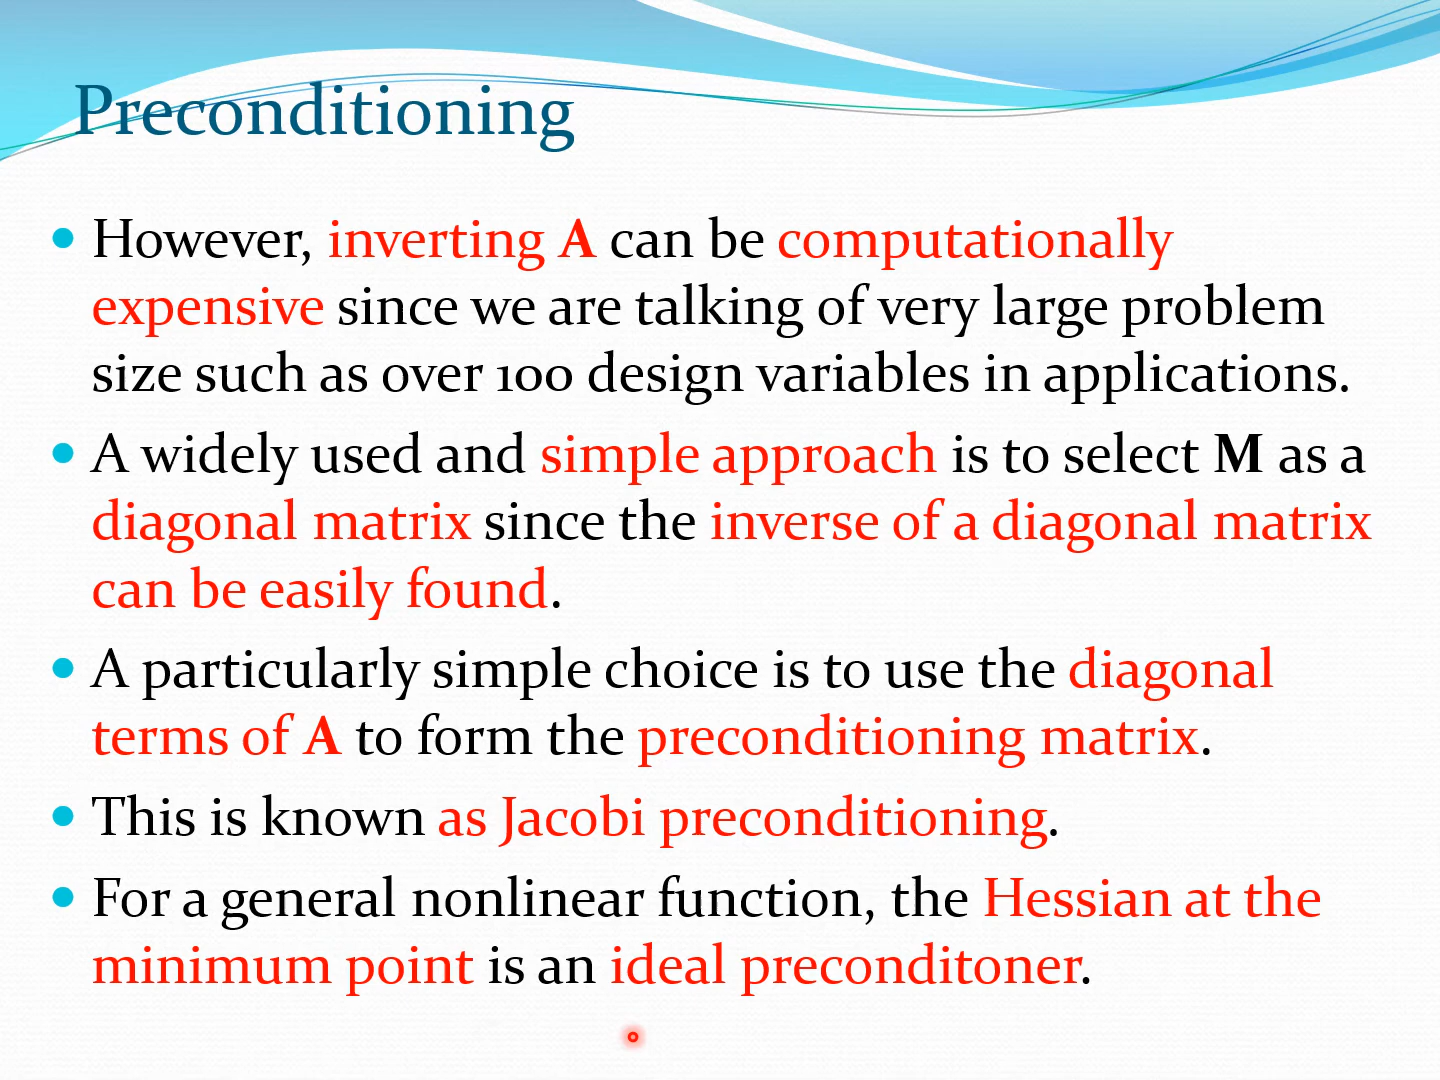 Preconditioning
• However, inverting A can be computationally
expensive since we are talking of very large problem
size such as over 100 design variables in applications.
• A widely used and simple approach is to select M as a
diagonal matrix since the inverse of a diagonal matrix
can be easily found.
• A particularly simple choice is to use the diagonal
terms of A to form the preconditioning matrix.
• This is known as Jacobi preconditioning.
• For a general nonlinear function, the Hessian at the
minimum point is an ideal preconditoner.